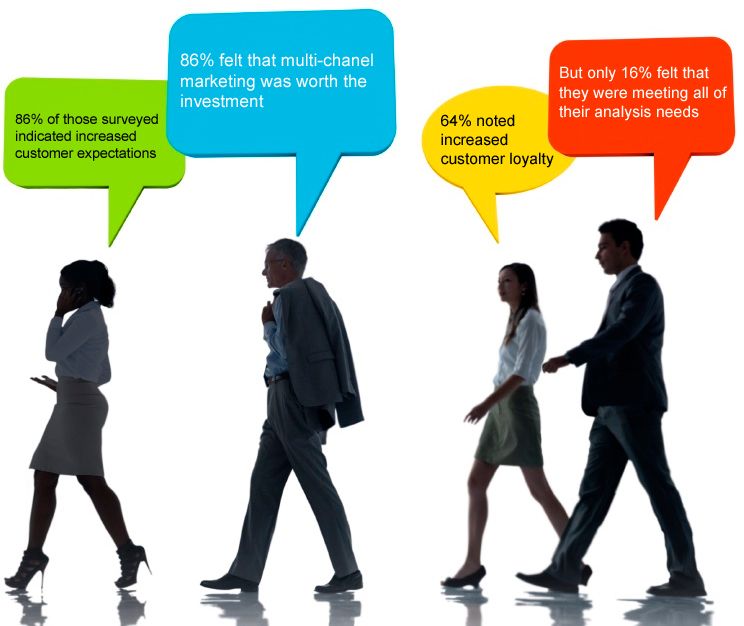 86% of those surveyed
indicated increased
customer expectations
86% felt that multi-chanel
marketing was worth the
investment
64% noted
increased
customer loyalty
But only 16% felt that
they were meeting all of
their analysis needs